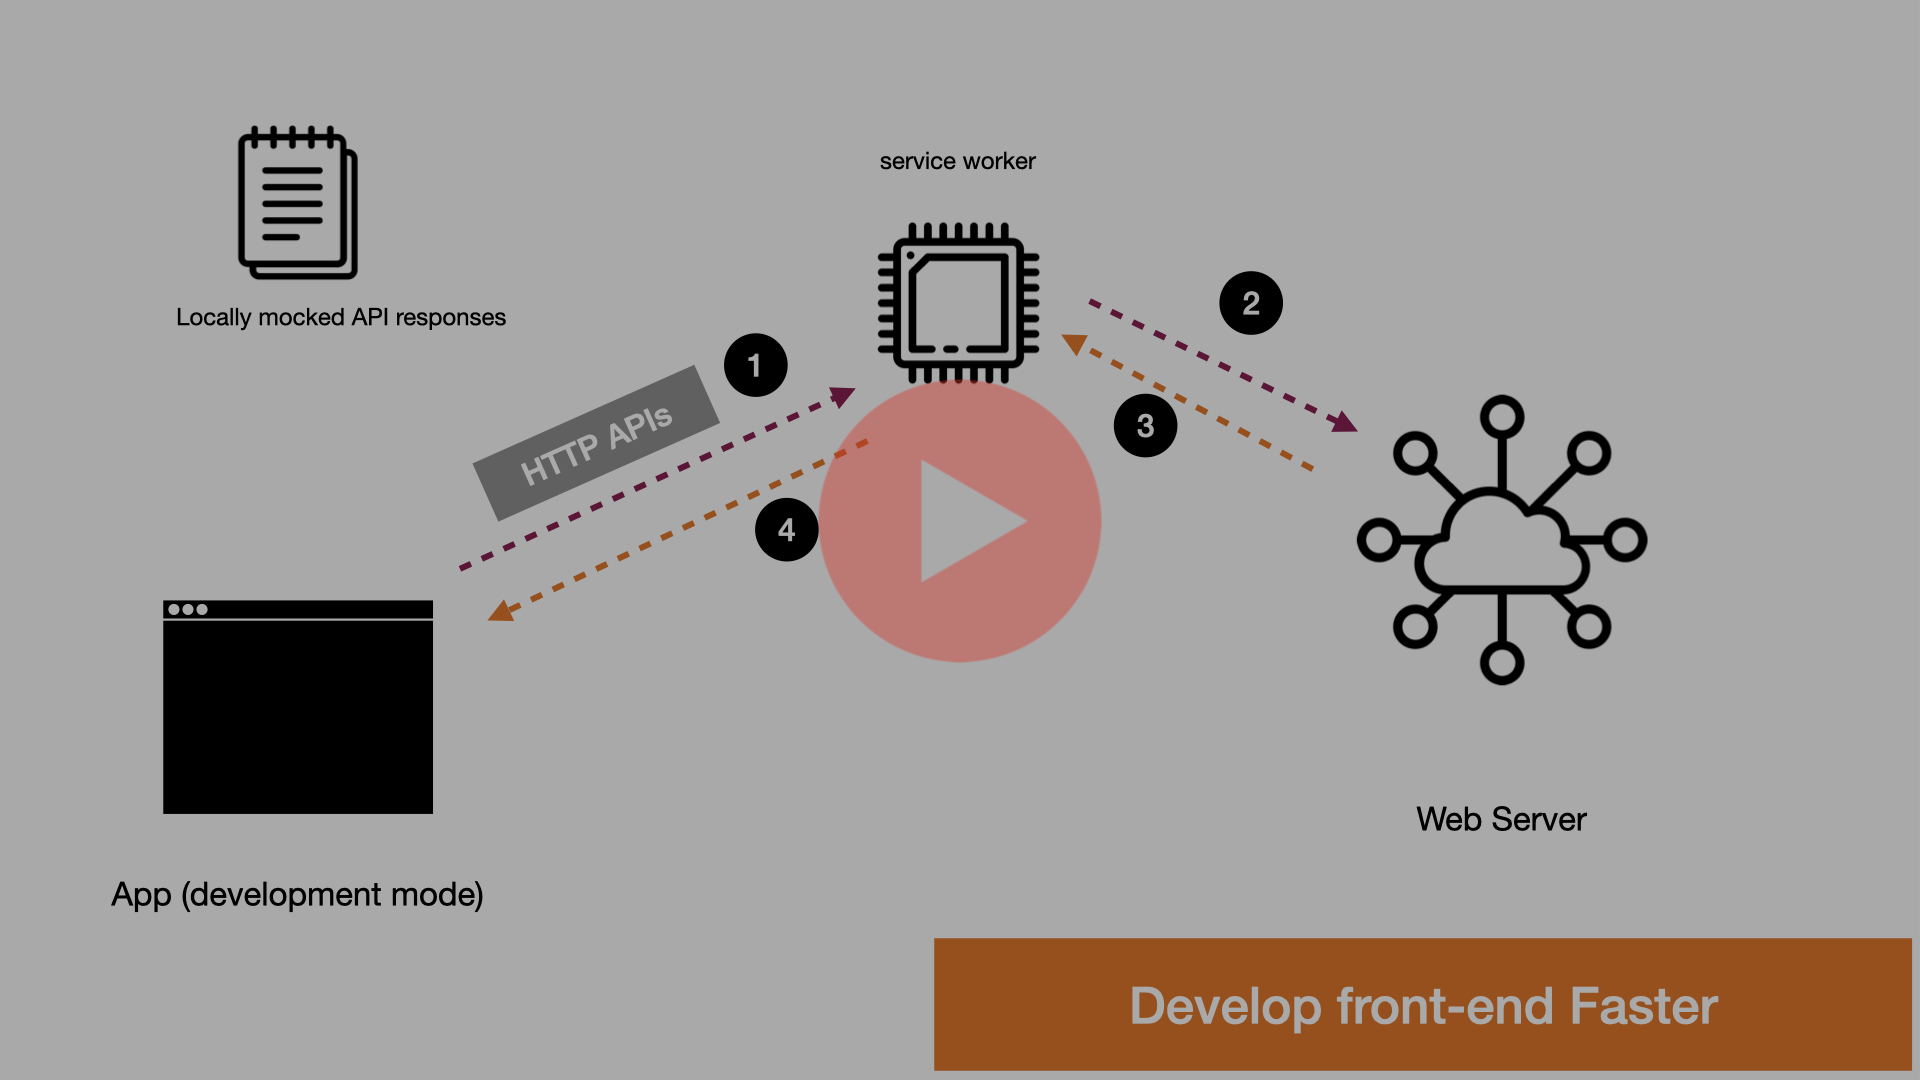 service worker
Locally mocked API responses
1
2
HTTP APIs
3
4
Web Server
App (development mode)
Develop front-end Faster